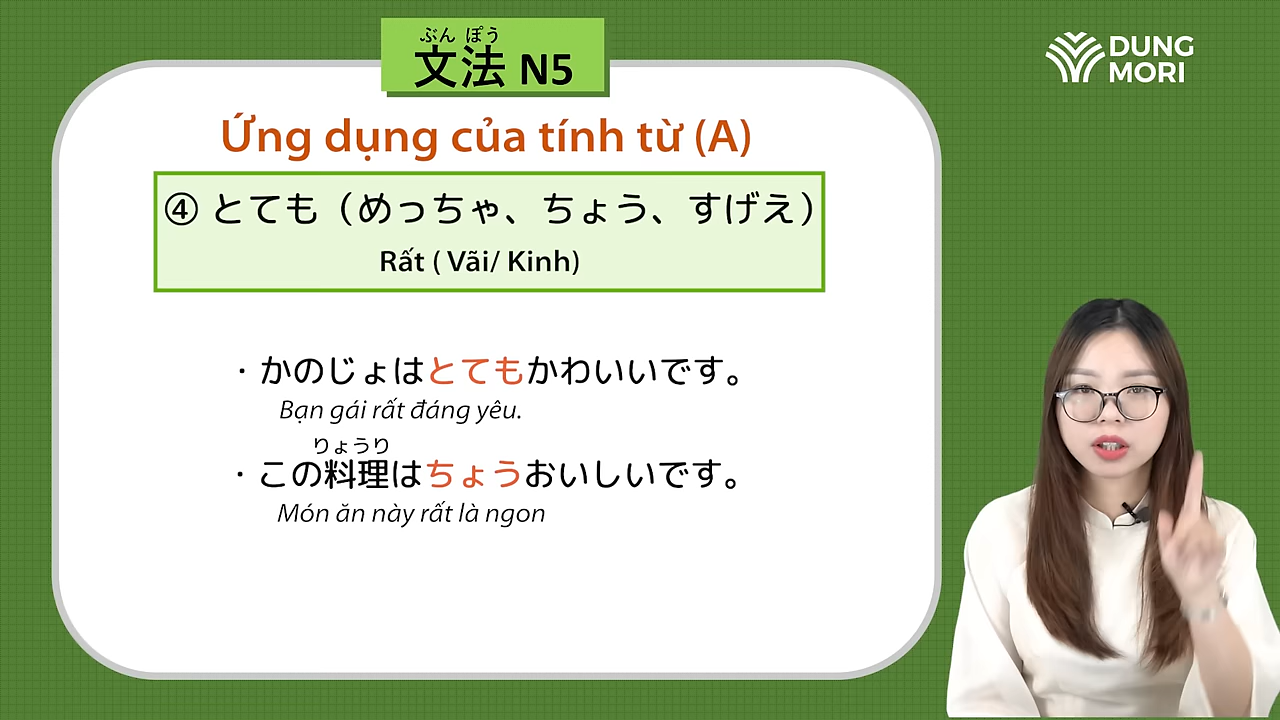 ぶん ぽう
文法 N5
DUNG
MORI
Ứng dụng của tính từ (A)
④ とても（めっちゃ、ちょう、すげえ）
Rất ( Vãi/ Kinh)
・かのじょはとてもかわいいです。
Bạn gái rất đáng yêu.
りょうり
・この料理はちょうおいしいです。
Món ăn này rất là ngon